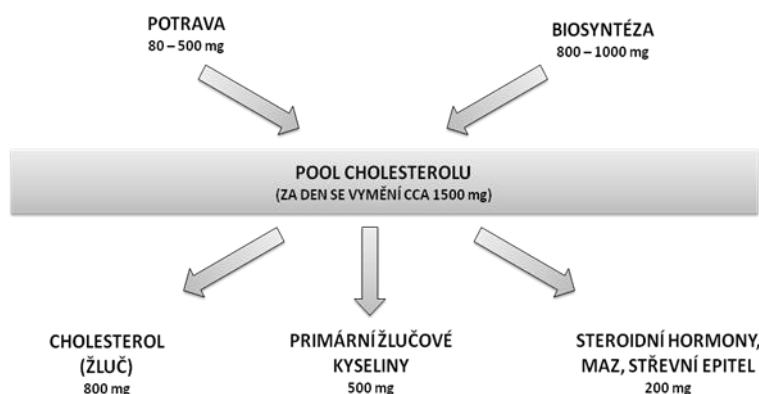 POTRAVA
80 – 500 mg
BIOSYNTÉZA
800 – 1000 mg
POOL CHOLESTEROLU
(ZA DEN SE VYMĚNÍ CCA 1500 mg)
CHOLESTEROL
(ŽLUČ)
800 mg
PRIMÁRNÍ ŽLUČOVÉ
KYSELINY
500 mg
STEROIDNÍ HORMONY,
MAZ, STŘEVNÍ EPITEL
200 mg